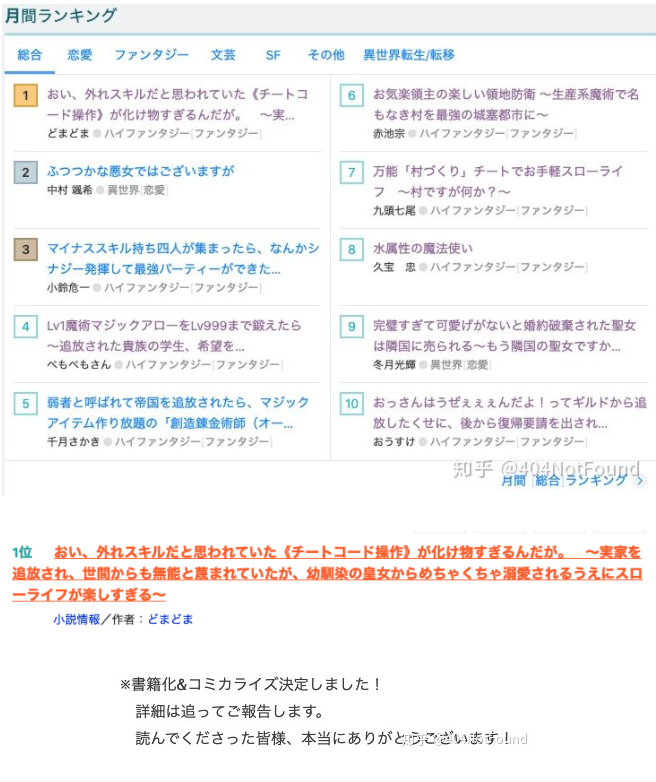 月間ランキング
総合 恋愛 ファンタジー 文芸 SF その他 異世界転生/転移
1 おい、外れスキルだと思われていた《チートコ
ード操作》が化け物すぎるんだが。　～実...
どまどま ハイファンタジー[ファンタジー]
2 ふつつかな悪女ではございますが
中村 颯希 異世界[恋愛]
3 マイナススキル持ち四人が集まったら、なんかシ
ナジー発揮して最強パーティーができた...
小鈴危一 ハイファンタジー[ファンタジー]
4 Lv1魔術マジックアローをLv999まで鍛えたら
～追放された貴族の学生、希望を...
ぺもぺもさん ハイファンタジー[ファンタジー]
5 弱者と呼ばれて帝国を追放されたら、マジック
アイテム作り放題の「創造錬金術師（オー...
千月さかき ハイファンタジー[ファンタジー]
6 お気楽領主の楽しい領地防衛 ～生産系魔術で名
もなき村を最強の城塞都市に～
赤池宗 ハイファンタジー[ファンタジー]
7 万能「村づくり」チートでお手軽スローライ
フ　～村ですが何か？～
九頭七尾 ハイファンタジー[ファンタジー]
8 水属性の魔法使い
久宝　忠 ハイファンタジー[ファンタジー]
9 完璧すぎて可愛げがないと婚約破棄された聖女
は隣国に売られる～もう隣国の聖女ですか...
冬月光輝 異世界[恋愛]
10 おっさんはうぜぇぇぇんだよ！ってギルドから追
放したくせに、後から復帰要請を出され...
おうすけ ハイファンタジー[ファンタジー]
知乎 @404NotFound
月間 [総合]ランキング
1位　おい、外れスキルだと思われていた《チートコード操作》が化け物すぎるんだが。　～実家を
追放され、世間からも無能と蔑まれていたが、幼馴染の皇女からめちゃくちゃ溺愛されるうえにスロ
ーライフが楽しすぎる～
小説情報／作者：どまどま
※書籍化&コミカライズ決定しました！
詳細は追ってご報告します。
読んでくださった皆様、本当にありがとうございます！
知乎 @404NotFound